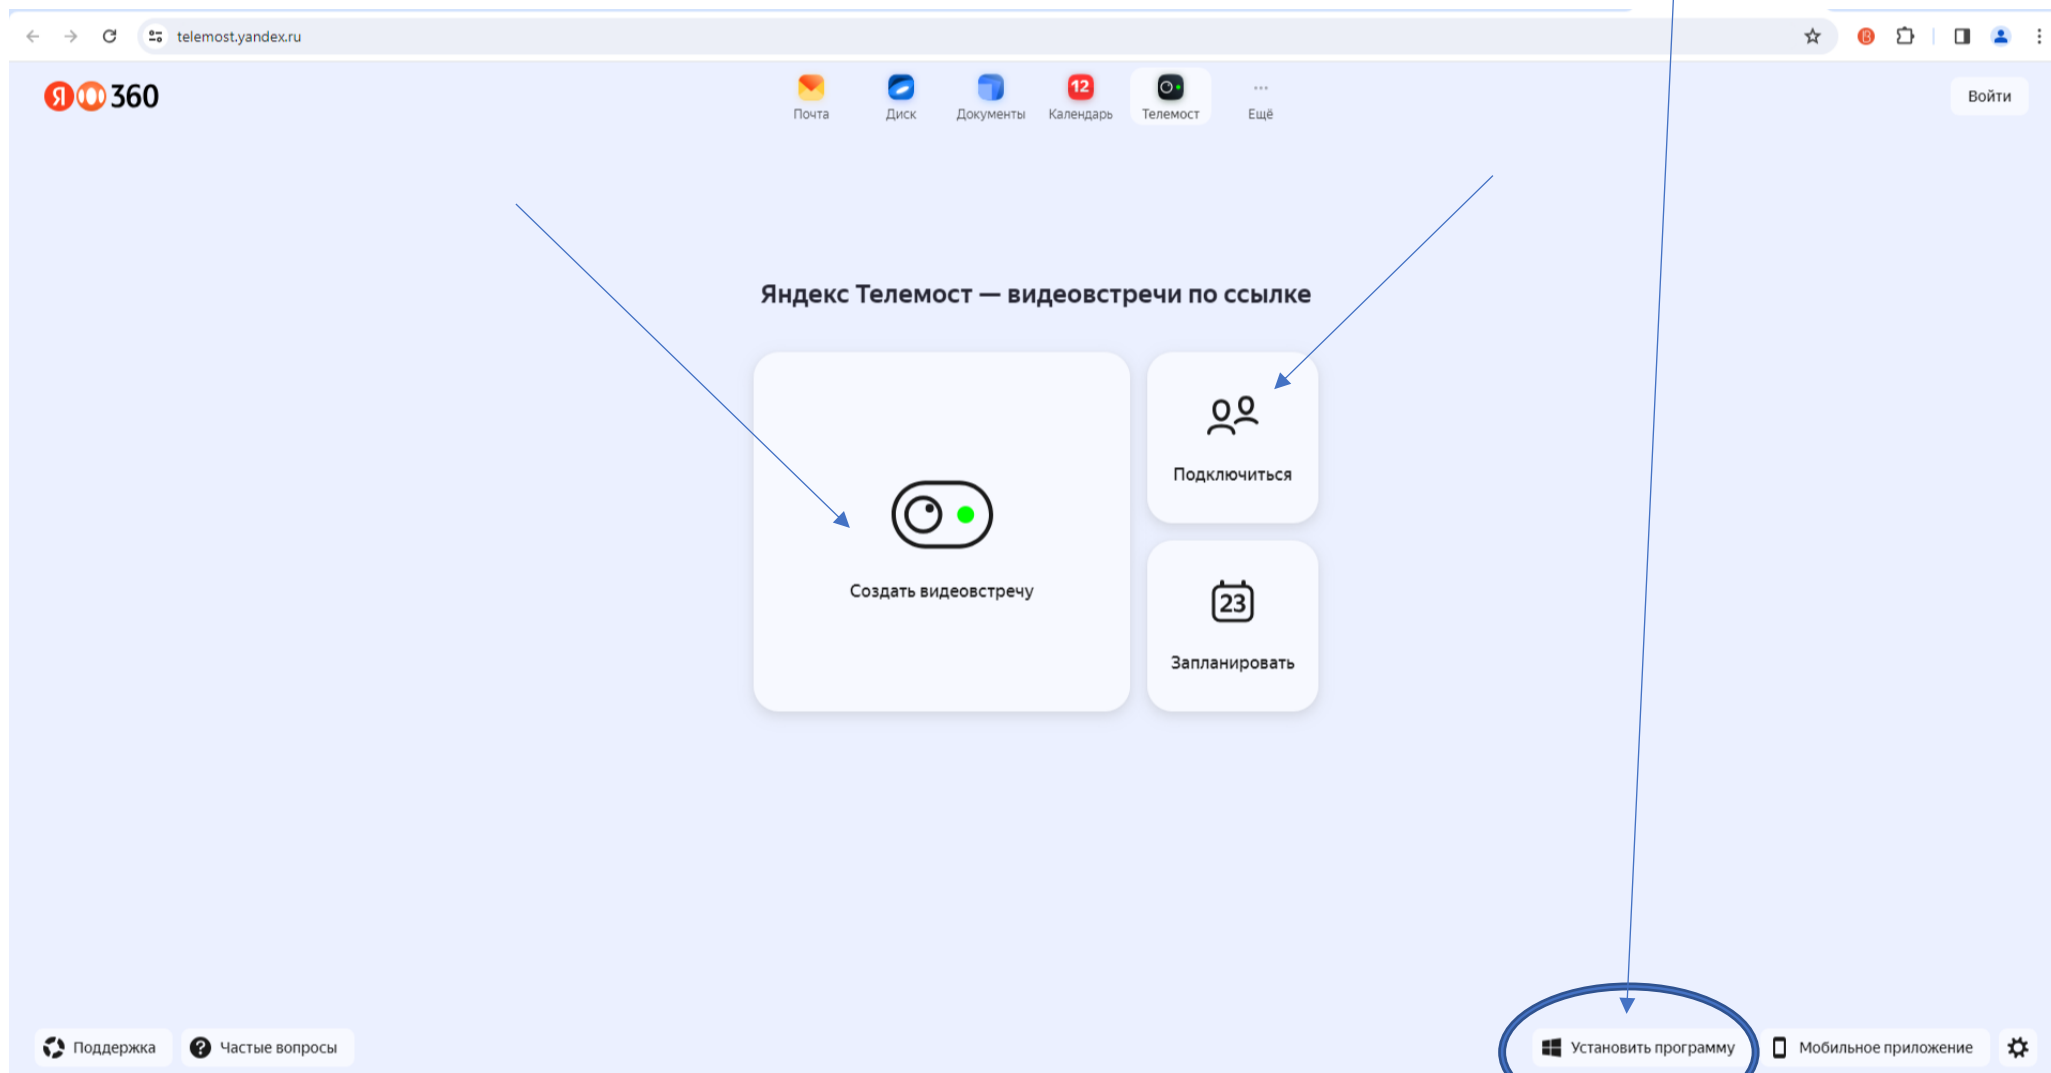 telemost.yandex.ru
Я 360
12
Почта
Диск
Документы
Календарь
Телемост
Ещё
Войти
Яндекс Телемост — видеовстречи по ссылке
Создать видеовстречу
Подключиться
23
Запланировать
Поддержка
? Частые вопросы
Установить программу
Мобильное приложение